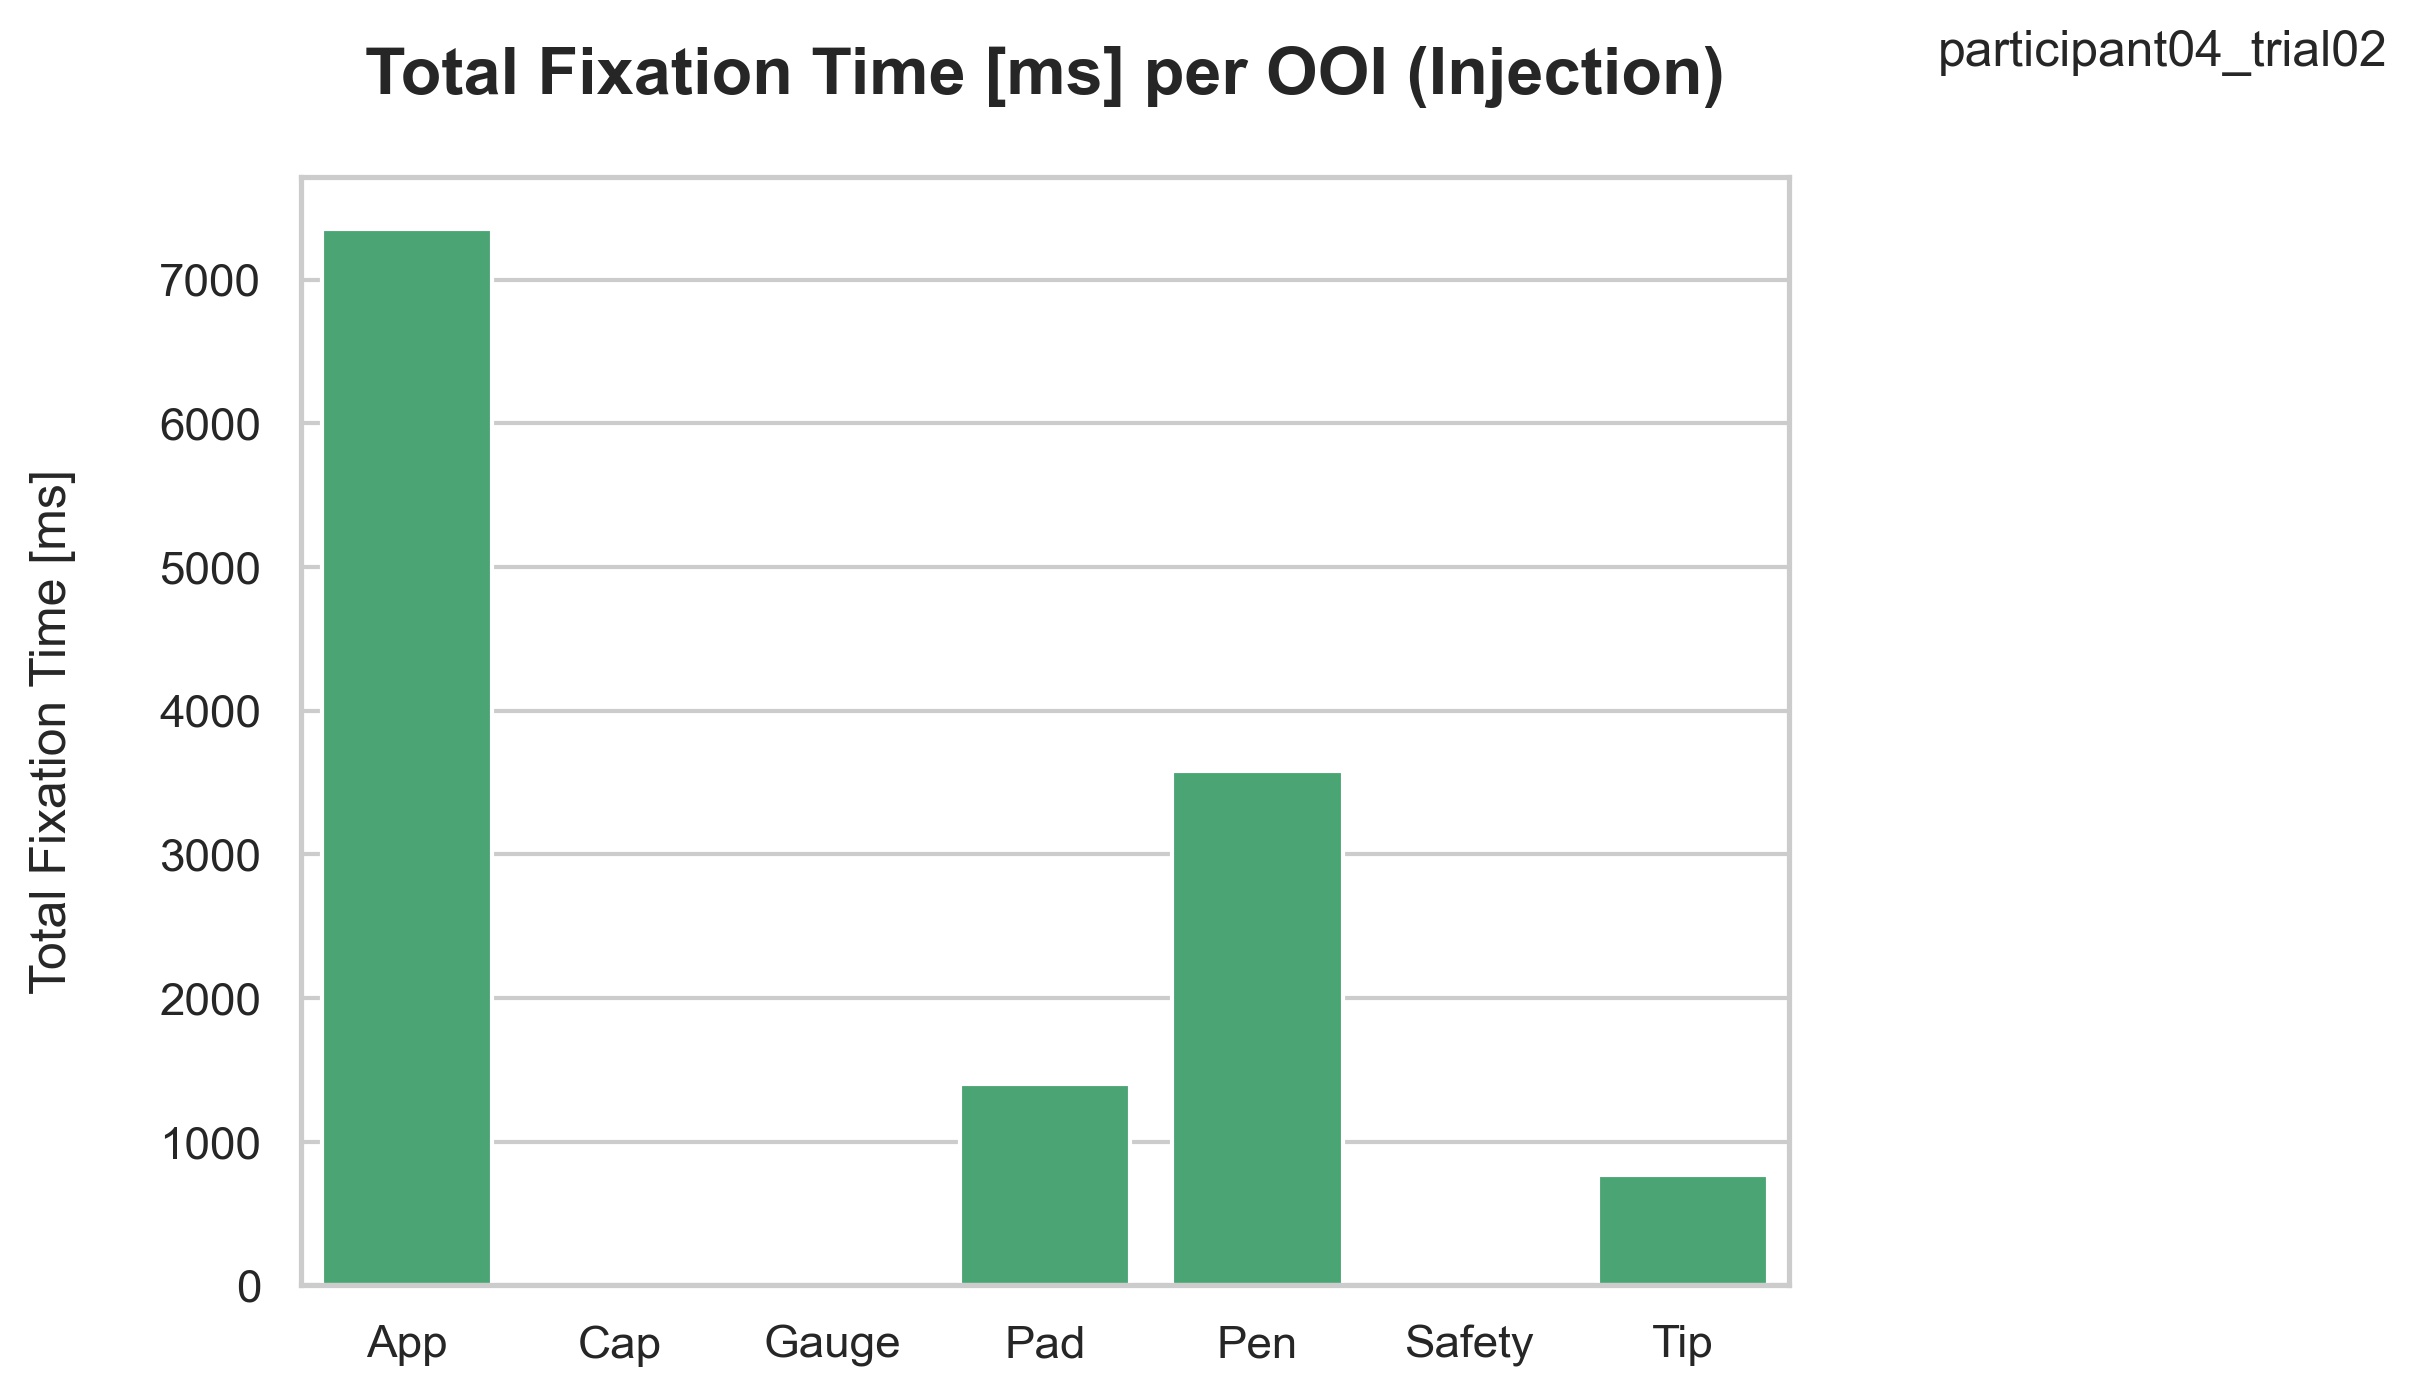 Total Fixation Time [ms] per OOI (Injection)
participant04_trial02
Total Fixation Time [ms]
7000
6000
5000
4000
3000
2000
1000
0
App Cap Gauge Pad Pen Safety Tip